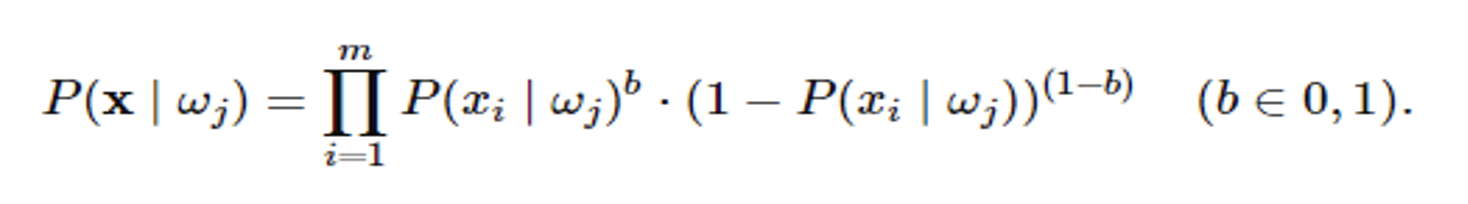 P(𝐱 | ω_j) = ∏_{i=1}^{m} P(x_i | ω_j)^b · (1 − P(x_i | ω_j))^{(1−b)} (b ∈ 0, 1).